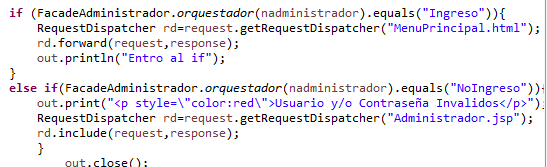 if (FacadeAdministrador.orquestador(nadministrador).equals("Ingreso")){
RequestDispatcher rd=request.getRequestDispatcher("MenuPrincipal.html");
rd.forward(request,response);
out.println("Entro al if");
}
else if(FacadeAdministrador.orquestador(nadministrador).equals("NoIngreso")){
out.print("<p style=\"color:red\">Usuario y/o Contraseña Invalidos</p>");
RequestDispatcher rd=request.getRequestDispatcher("Administrador.jsp");
rd.include(request,response);
}
out.close();